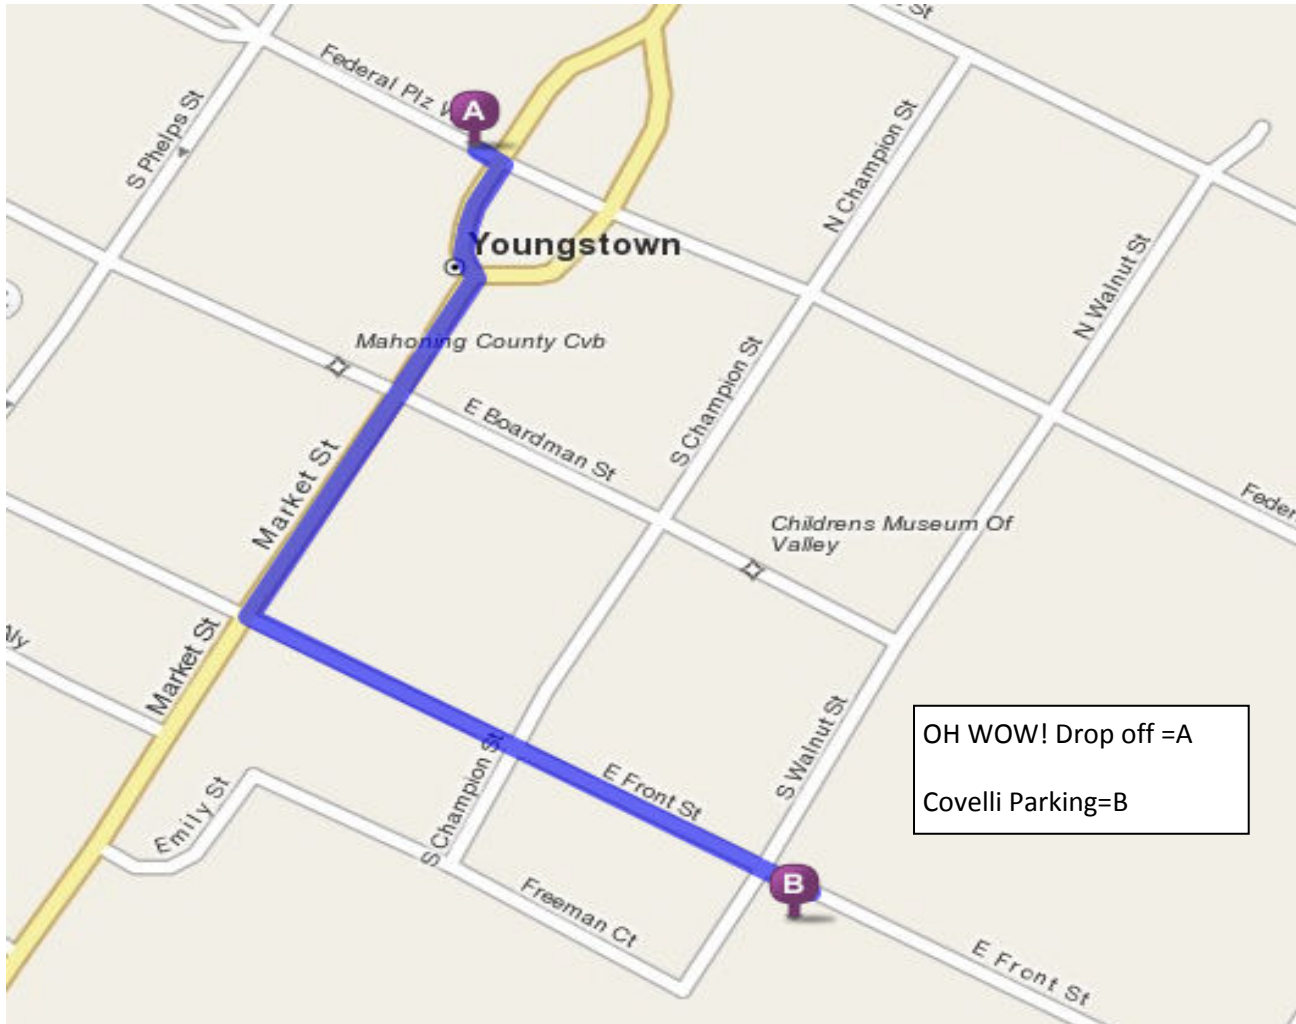 St
Federal Plz W
A
S Phelps St
N Champion St
Youngstown
N Walnut St
Mahoning County Cvb
S Champion St
E Boardman St
Market St
Childrens Museum Of
Valley
Feder
Market St
Aly
S Walnut St
OH WOW! Drop off =A
Covelli Parking=B
E Front St
Emily St
S Champion St
B
Freeman Ct
E Front St